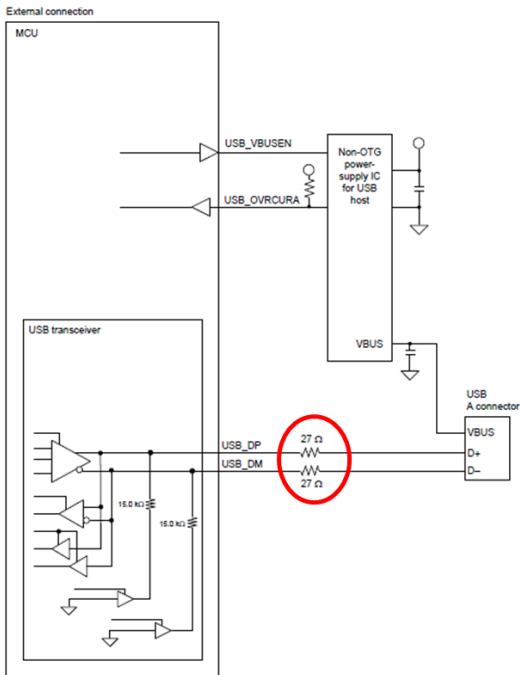 External connection
MCU
USB_VBUSEN
Non-OTG
power-
supply IC
for USB
host
USB_OVRCURA
USB transceiver
VBUS
USB
A connector
VBUS
USB_DP
27 Ω
D+
USB_DM
D−
27 Ω
15.0 kΩ
15.0 kΩ